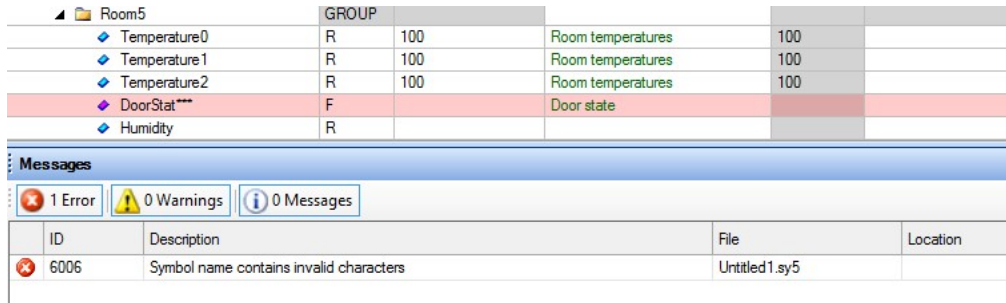 Room5 GROUP
Temperature0 R 100 Room temperatures 100
Temperature1 R 100 Room temperatures 100
Temperature2 R 100 Room temperatures 100
DoorStat*** F Door state
Humidity R
Messages
1 Error 0 Warnings 0 Messages
ID Description File Location
6006 Symbol name contains invalid characters Untitled1.sy5